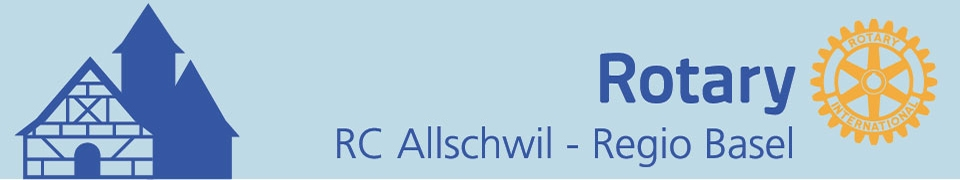 Rotary
RC Allschwil - Regio Basel
ROTARY
INTERNATIONAL